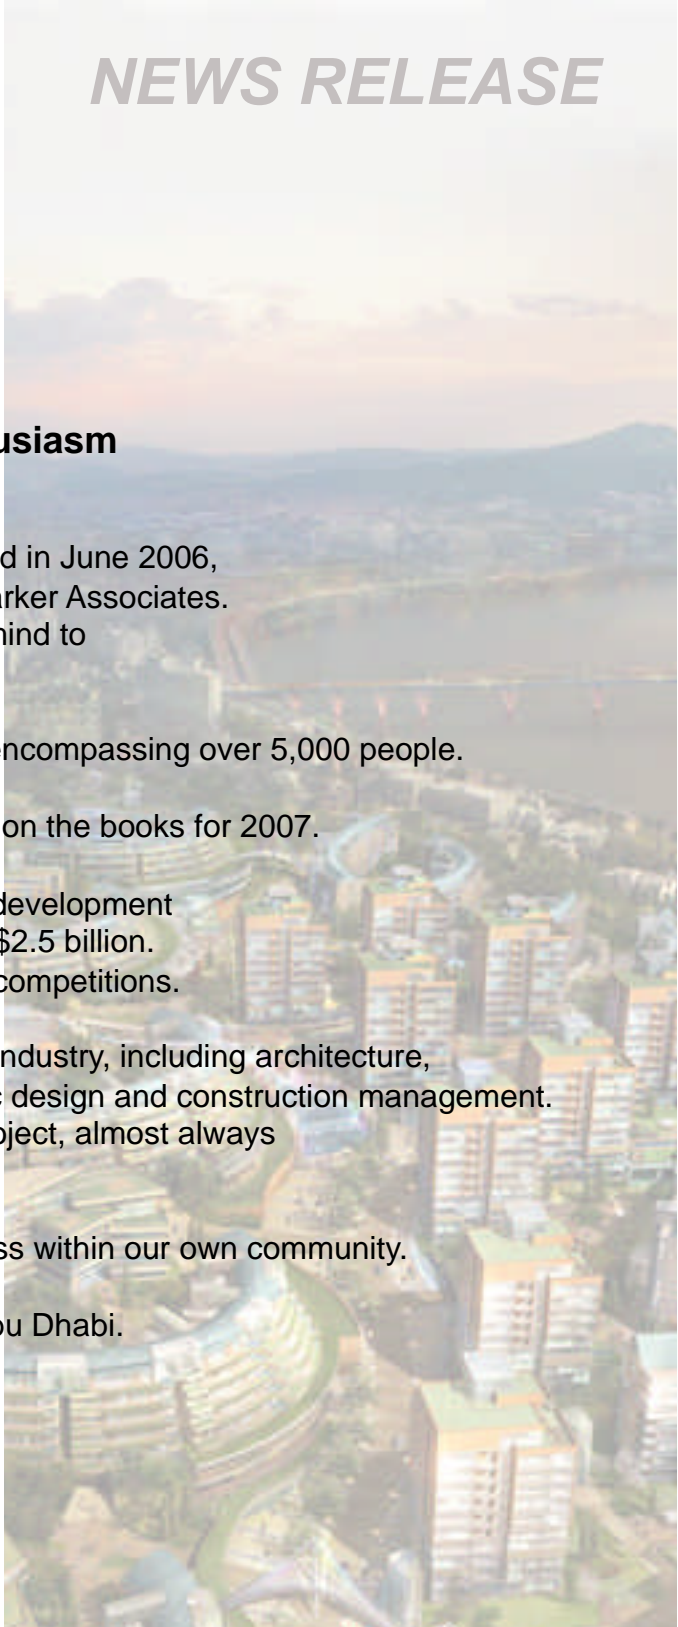 NEWS RELEASE
usiasm
d in June 2006,
arker Associates.
hind to
encompassing over 5,000 people.
on the books for 2007.
development
$2.5 billion.
competitions.
industry, including architecture,
c design and construction management.
oject, almost always
ss within our own community.
bu Dhabi.